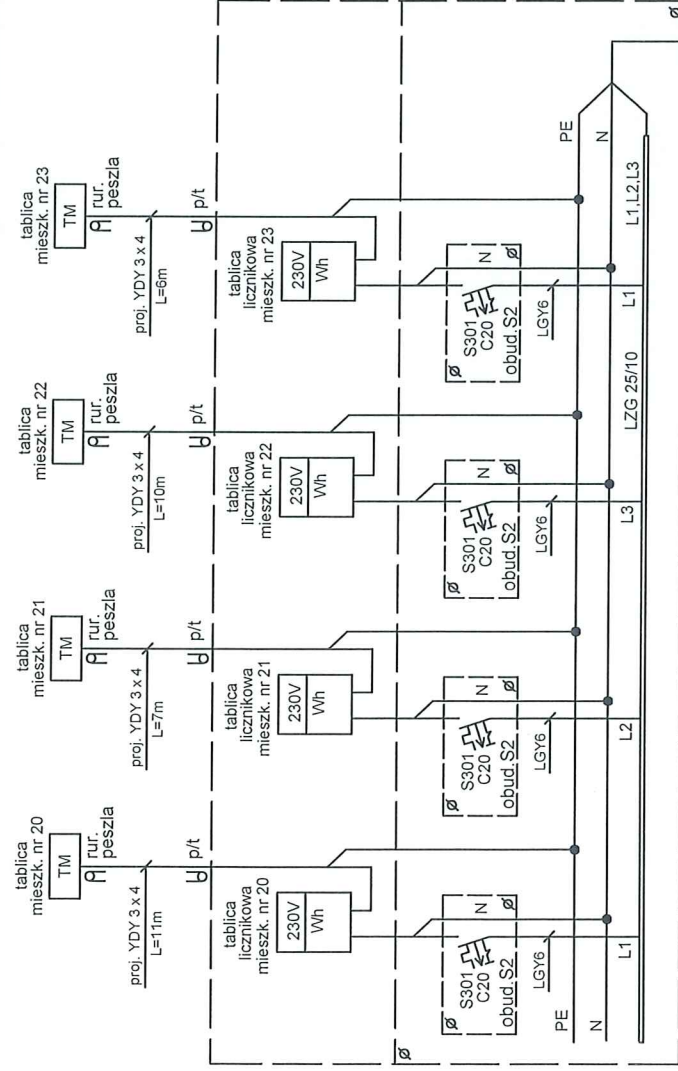 tablica
mieszk. nr 20
TM
rur.
peszla
proj. YDY 3 x 4
L=11m
p/t
tablica
licznikowa
mieszk. nr 20
230V
Wh
S301
C20
obud.S2
N
LGY6
L1
tablica
mieszk. nr 21
TM
rur.
peszla
proj. YDY 3 x 4
L=7m
p/t
tablica
licznikowa
mieszk. nr 21
230V
Wh
S301
C20
obud.S2
N
LGY6
L2
tablica
mieszk. nr 22
TM
rur.
peszla
proj. YDY 3 x 4
L=10m
p/t
tablica
licznikowa
mieszk. nr 22
230V
Wh
S301
C20
obud.S2
N
LGY6
L3
tablica
mieszk. nr 23
TM
rur.
peszla
proj. YDY 3 x 4
L=6m
p/t
tablica
licznikowa
mieszk. nr 23
230V
Wh
S301
C20
obud.S2
N
LGY6
L1
PE
N
PE
N
LZG 25/10
L1,L2,L3